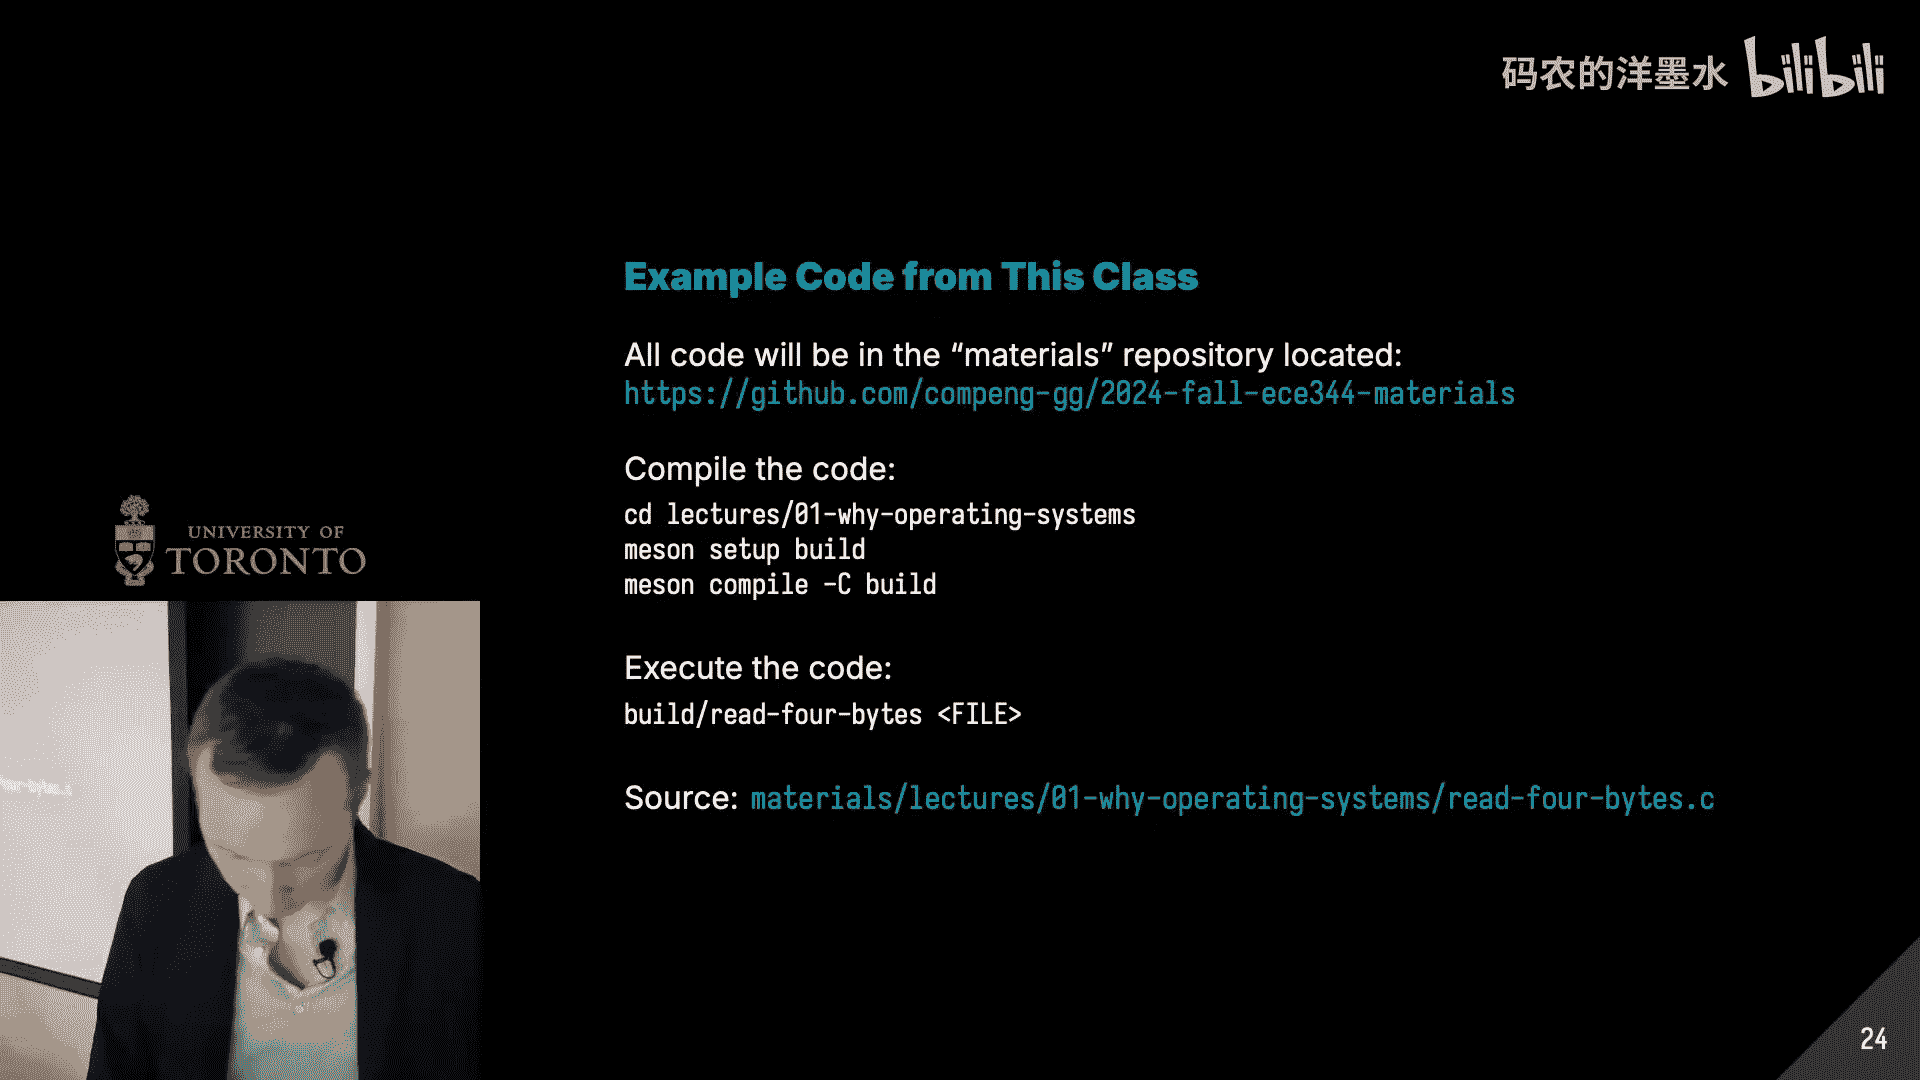 码农的洋墨水 bilibili
Example Code from This Class
All code will be in the “materials” repository located:
https://github.com/compeng-gg/2024-fall-ece344-materials
Compile the code:
cd lectures/01-why-operating-systems
meson setup build
meson compile -C build
Execute the code:
build/read-four-bytes <FILE>
Source: materials/lectures/01-why-operating-systems/read-four-bytes.c
UNIVERSITY OF
TORONTO
24